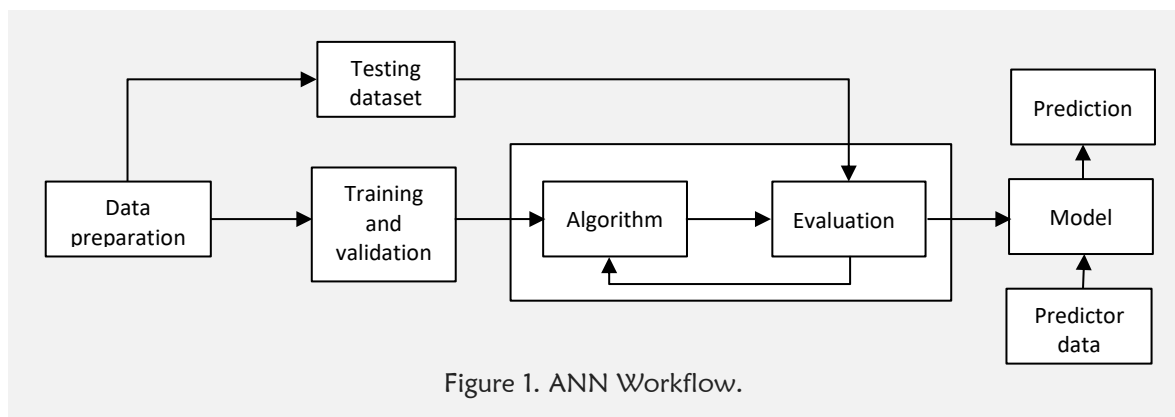 Testing
dataset
Prediction
Data
preparation
Training
and
validation
Algorithm
Evaluation
Model
Predictor
data
Figure 1. ANN Workflow.